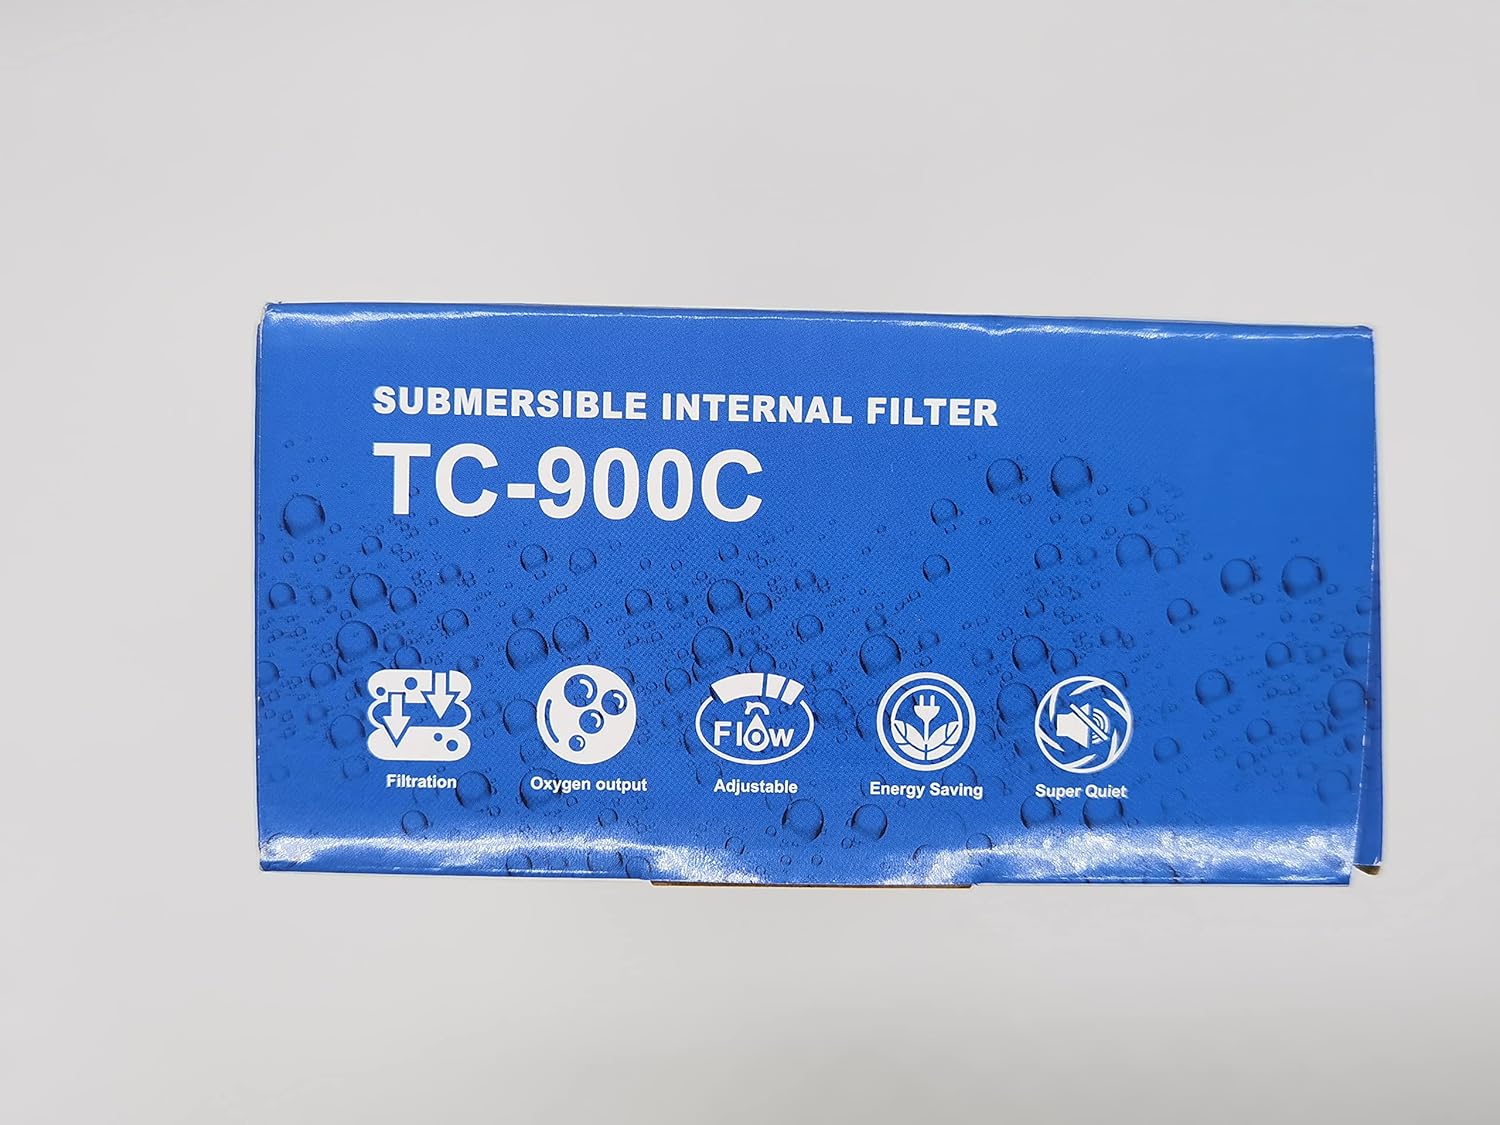 SUBMERSIBLE INTERNAL FILTER
TC-900C
Flow
Filtration
Oxygen output
Adjustable
Energy Saving
Super Quiet